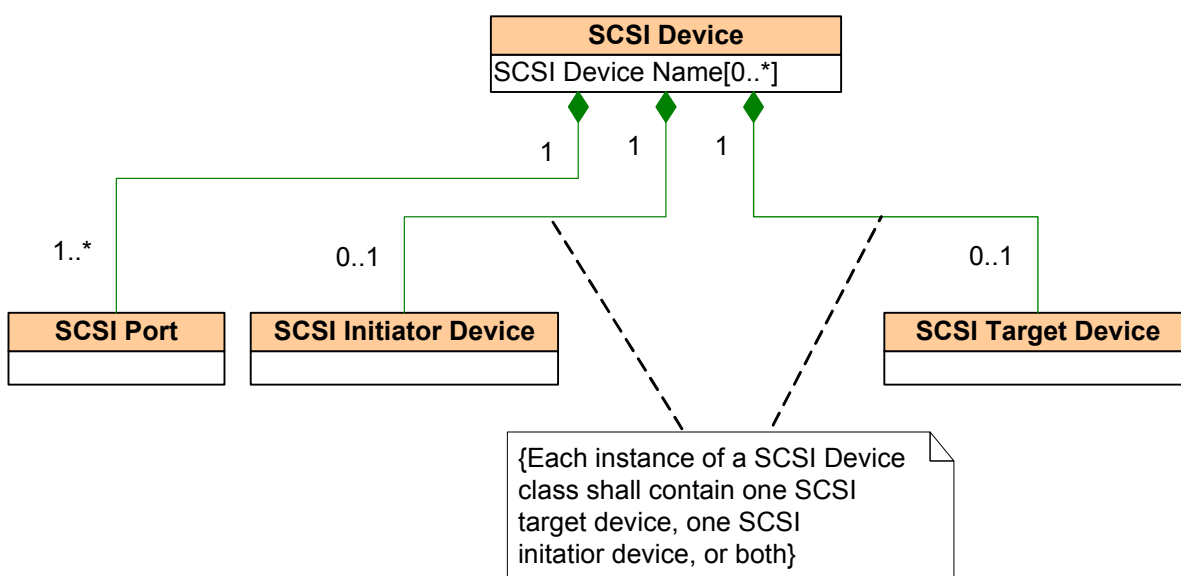 SCSI Device
SCSI Device Name[0..*]
1
1
1
1..*
0..1
0..1
SCSI Port
SCSI Initiator Device
SCSI Target Device
{Each instance of a SCSI Device
class shall contain one SCSI
target device, one SCSI
initatior device, or both}